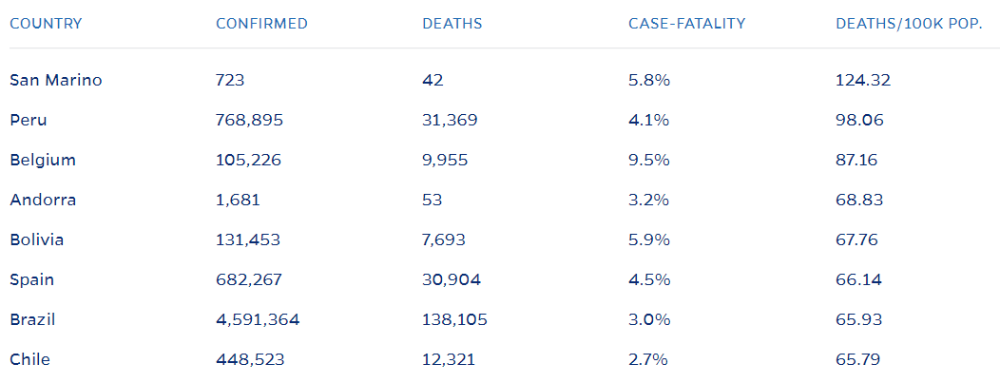 COUNTRY CONFIRMED DEATHS CASE-FATALITY DEATHS/100K POP.
San Marino 723 42 5.8% 124.32
Peru 768,895 31,369 4.1% 98.06
Belgium 105,226 9,955 9.5% 87.16
Andorra 1,681 53 3.2% 68.83
Bolivia 131,453 7,693 5.9% 67.76
Spain 682,267 30,904 4.5% 66.14
Brazil 4,591,364 138,105 3.0% 65.93
Chile 448,523 12,321 2.7% 65.79